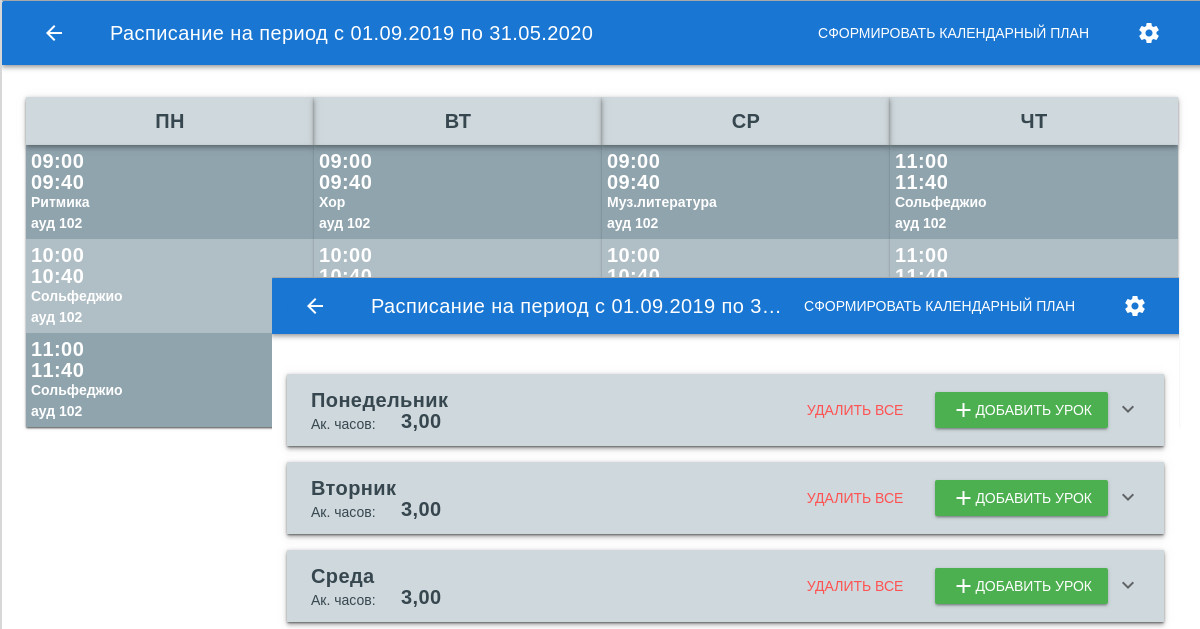 Расписание на период с 01.09.2019 по 31.05.2020
СФОРМИРОВАТЬ КАЛЕНДАРНЫЙ ПЛАН
ПН ВТ СР ЧТ
09:00 09:00 09:00 11:00
09:40 09:40 09:40 11:40
Ритмика Хор Муз.литература Сольфеджио
ауд 102 ауд 102 ауд 102 ауд 102
10:00 10:00 10:00 11:00
10:40 10:40 10:40 11:40
Сольфеджио
ауд 102
11:00
11:40
Сольфеджио
ауд 102
Расписание на период с 01.09.2019 по 3...
СФОРМИРОВАТЬ КАЛЕНДАРНЫЙ ПЛАН
Понедельник
Ак. часов: 3,00
УДАЛИТЬ ВСЕ
ДОБАВИТЬ УРОК
Вторник
Ак. часов: 3,00
УДАЛИТЬ ВСЕ
ДОБАВИТЬ УРОК
Среда
Ак. часов: 3,00
УДАЛИТЬ ВСЕ
ДОБАВИТЬ УРОК